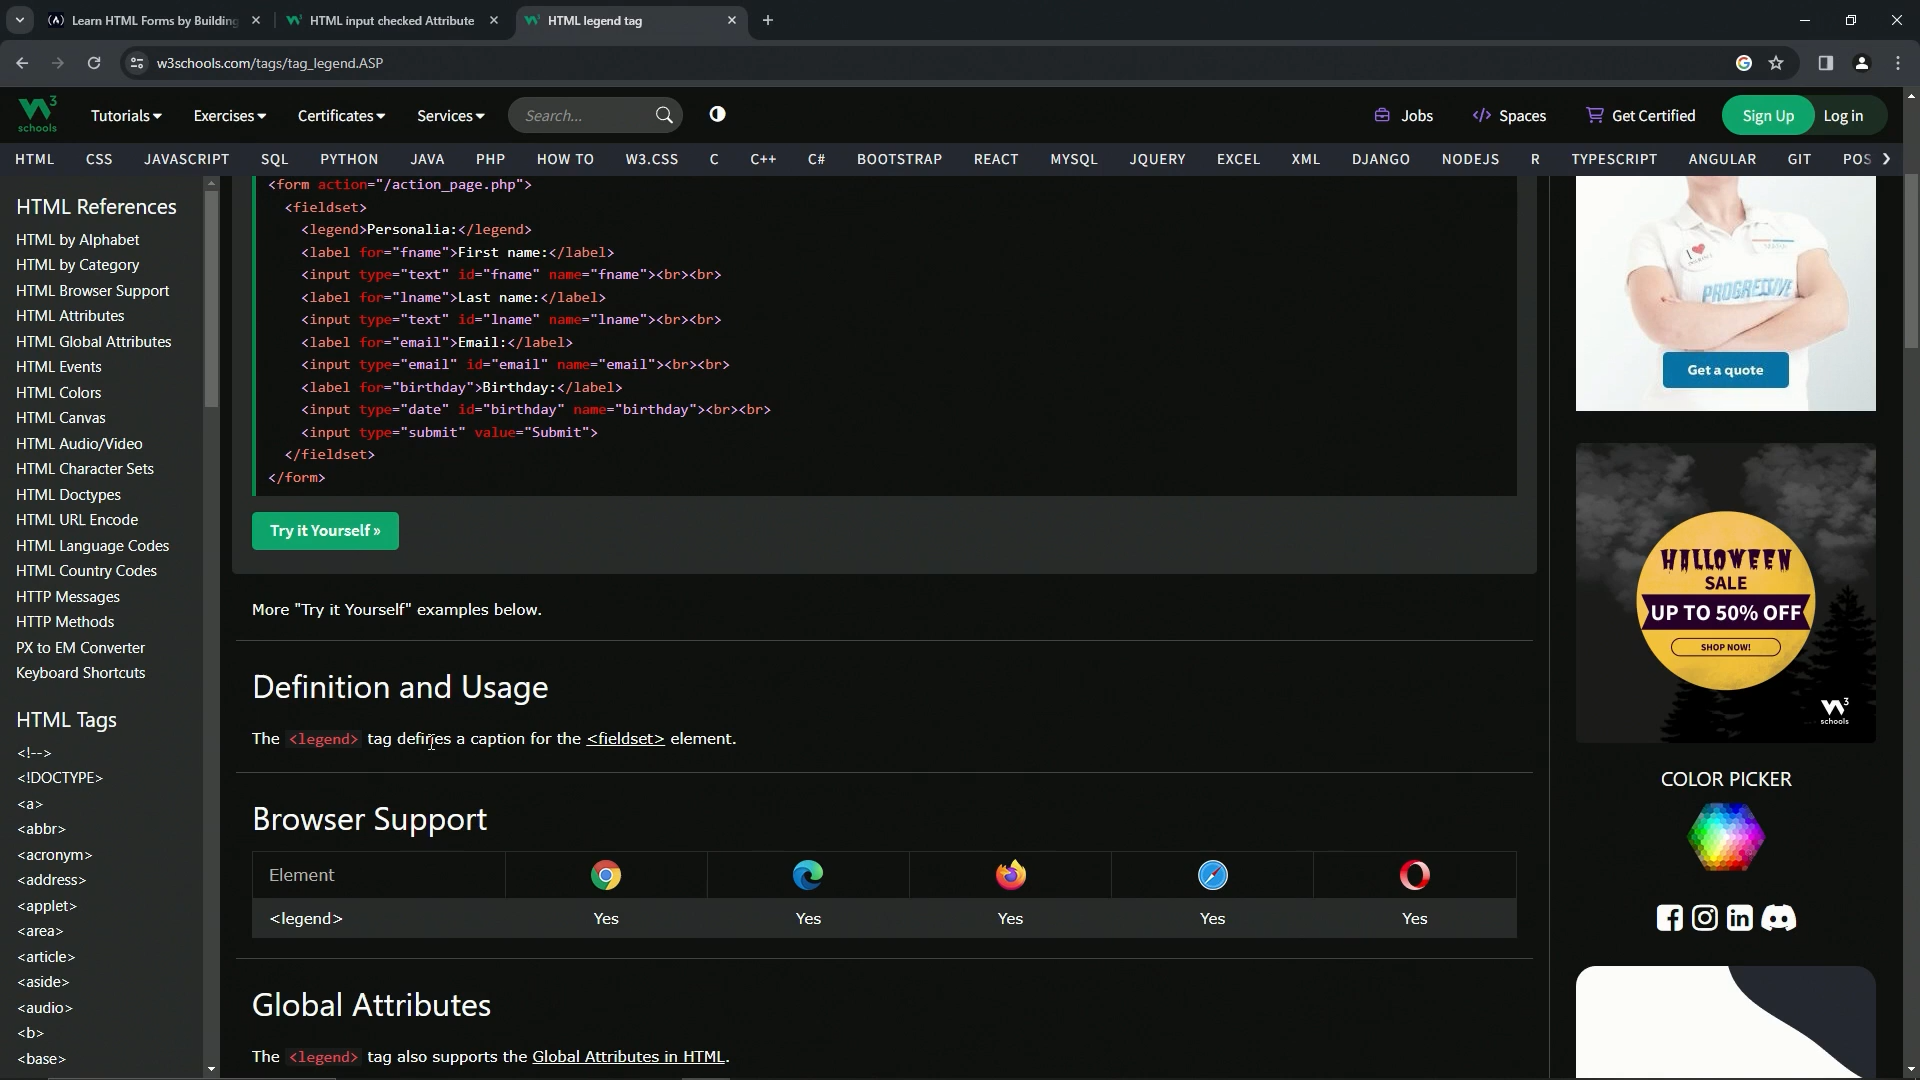 Learn HTML Forms by Building
HTML input checked Attribute
HTML legend tag
w3schools.com/tags/tag_legend.ASP
W3 schools
Tutorials
Exercises
Certificates
Services
Search...
Jobs
</> Spaces
Get Certified
Sign Up
Log in
HTML CSS JAVASCRIPT SQL PYTHON JAVA PHP HOW TO W3.CSS C C++ C# BOOTSTRAP REACT MYSQL JQUERY EXCEL XML DJANGO NODEJS R TYPESCRIPT ANGULAR GIT POS
HTML References
HTML by Alphabet
HTML by Category
HTML Browser Support
HTML Attributes
HTML Global Attributes
HTML Events
HTML Colors
HTML Canvas
HTML Audio/Video
HTML Character Sets
HTML Doctypes
HTML URL Encode
HTML Language Codes
HTML Country Codes
HTTP Messages
HTTP Methods
PX to EM Converter
Keyboard Shortcuts
HTML Tags
<!-->
<!DOCTYPE>
<a>
<abbr>
<acronym>
<address>
<applet>
<area>
<article>
<aside>
<audio>
<b>
<base>
<form action="/action_page.php">
<fieldset>
<legend>Personalia:</legend>
<label for="fname">First name:</label>
<input type="text" id="fname" name="fname"><br><br>
<label for="lname">Last name:</label>
<input type="text" id="lname" name="lname"><br><br>
<label for="email">Email:</label>
<input type="email" id="email" name="email"><br><br>
<label for="birthday">Birthday:</label>
<input type="date" id="birthday" name="birthday"><br><br>
<input type="submit" value="Submit">
</fieldset>
</form>
Try it Yourself »
More "Try it Yourself" examples below.
Definition and Usage
The <legend> tag defines a caption for the <fieldset> element.
Browser Support
Element
<legend> Yes Yes Yes Yes Yes
Global Attributes
The <legend> tag also supports the Global Attributes in HTML.
PROGRESSIVE
Get a quote
HALLOWEEN
SALE
UP TO 50% OFF
SHOP NOW!
W3 schools
COLOR PICKER